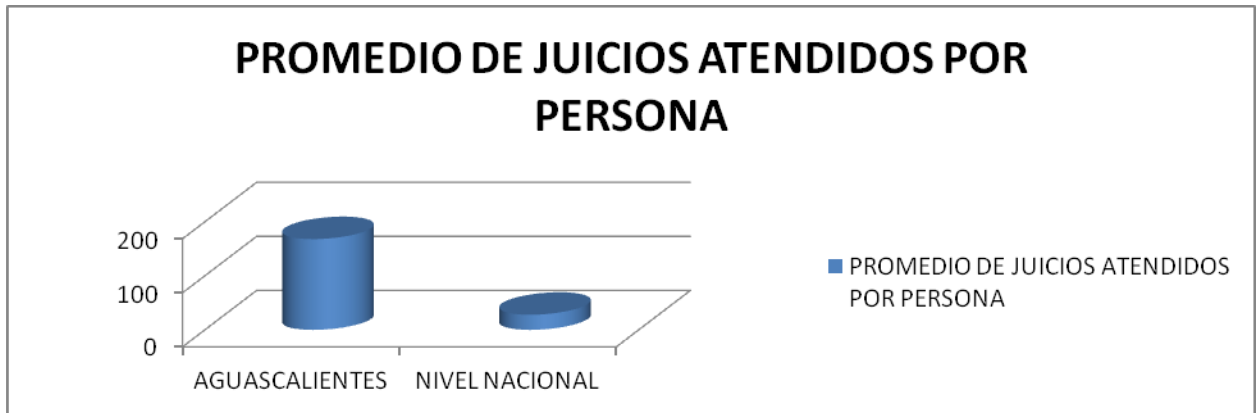 PROMEDIO DE JUICIOS ATENDIDOS POR
PERSONA
200
100
0
AGUASCALIENTES
NIVEL NACIONAL
PROMEDIO DE JUICIOS ATENDIDOS
POR PERSONA